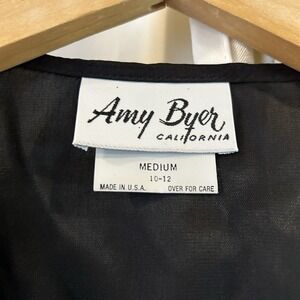 Amy Byer
CALIFORNIA
MEDIUM
10-12
MADE IN U.S.A. OVER FOR CARE